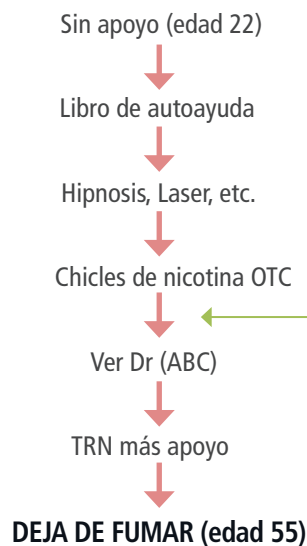 Sin apoyo (edad 22)
Libro de autoayuda
Hipnosis, Laser, etc.
Chicles de nicotina OTC
Ver Dr (ABC)
TRN más apoyo
DEJA DE FUMAR (edad 55)